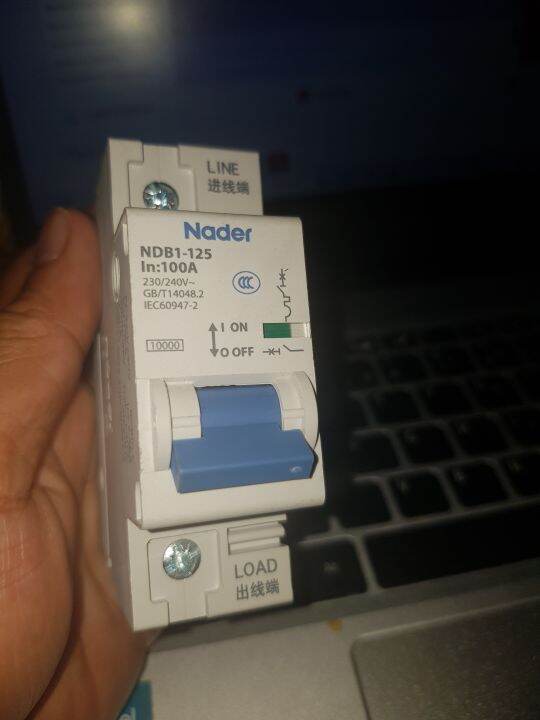 LINE
进线端
Nader
NDB1-125
In:100A
230/240V~
GB/T14048.2
IEC60947-2
CCC
I ON
O OFF
10000
LOAD
出线端